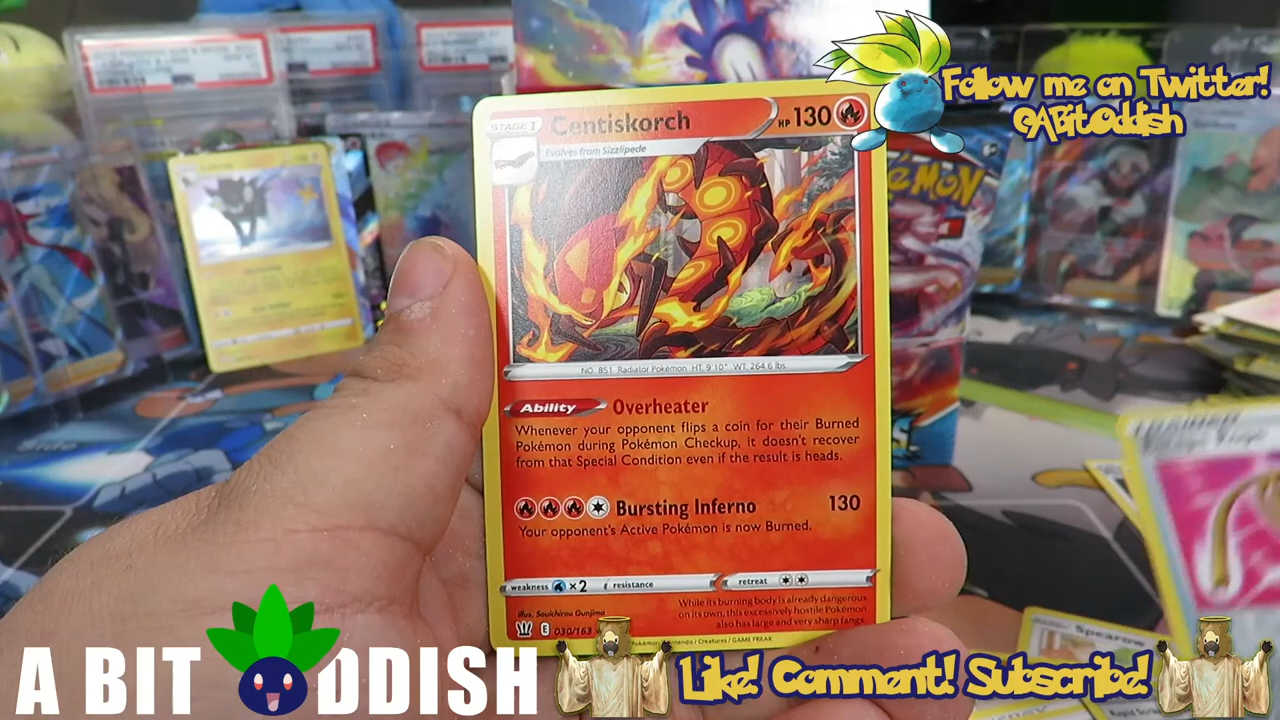 Follow me on Twitter!
@ABitOddish
STAGE 1
Centiskorch
HP 130
Evolves from Sizzlipede
NO. 851 Radiator Pokémon HT. 9'10" WT. 264.6 lbs
Ability Overheater
Whenever your opponent flips a coin for their Burned
Pokémon during Pokémon Checkup, it doesn't recover
from that Special Condition even if the result is heads.
Bursting Inferno 130
Your opponent's Active Pokémon is now Burned.
weakness ×2 resistance retreat
illus. Souichirou Gunjima
While its burning body is already dangerous
on its own, this excessively hostile Pokémon
also has large and very sharp fangs.
E 030/163
Pokémon / Nintendo / Creatures / GAME FREAK
Spearow
A BIT ODDISH
Like! Comment! Subscribe!